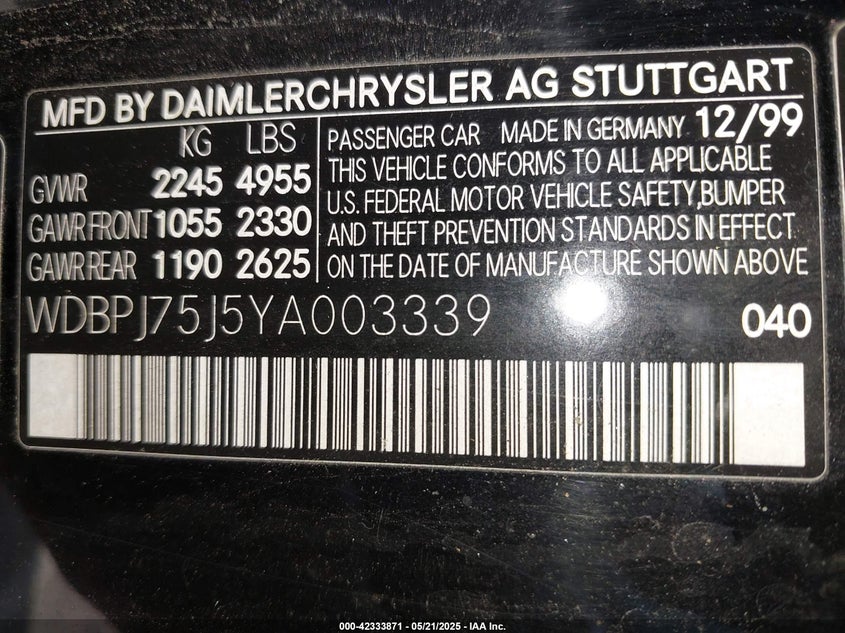 MFD BY DAIMLERCHRYSLER AG STUTTGART
KG LBS
GVWR 2245 4955
GAWR FRONT 1055 2330
GAWR REAR 1190 2625
PASSENGER CAR MADE IN GERMANY 12/99
THIS VEHICLE CONFORMS TO ALL APPLICABLE
U.S. FEDERAL MOTOR VEHICLE SAFETY,BUMPER
AND THEFT PREVENTION STANDARDS IN EFFECT
ON THE DATE OF MANUFACTURE SHOWN ABOVE
WDBPJ75J5YA003339 040
000-42333871 - 05/21/2025 - IAA Inc.